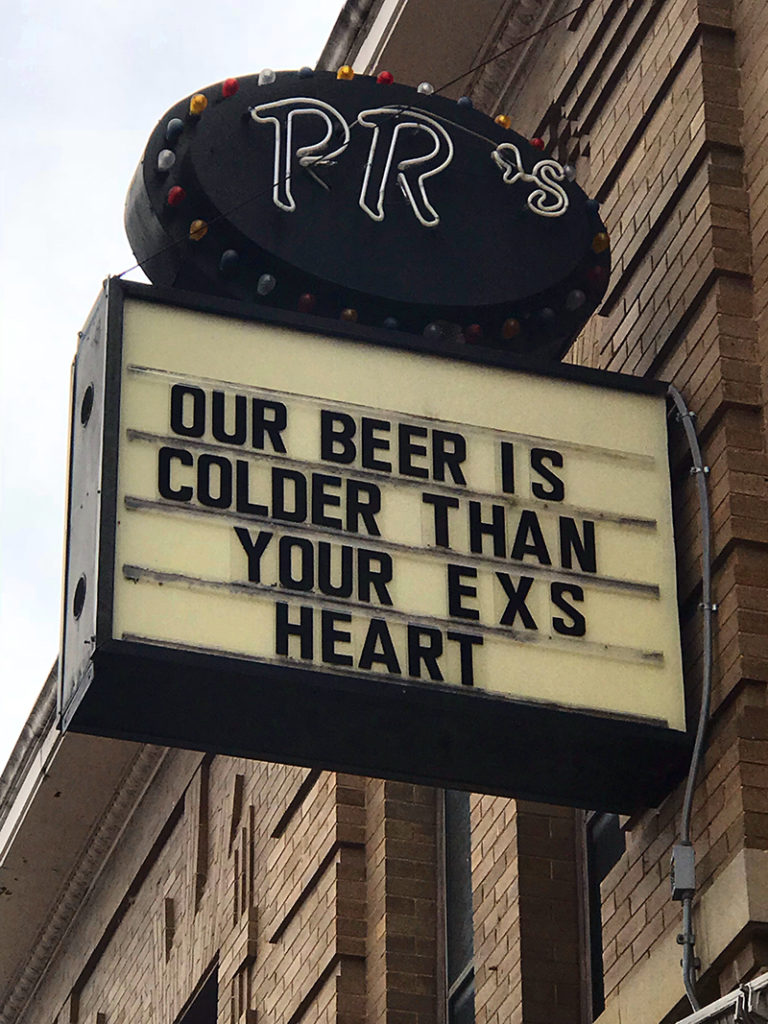 PR's
OUR BEER IS
COLDER THAN
YOUR EXS
HEART